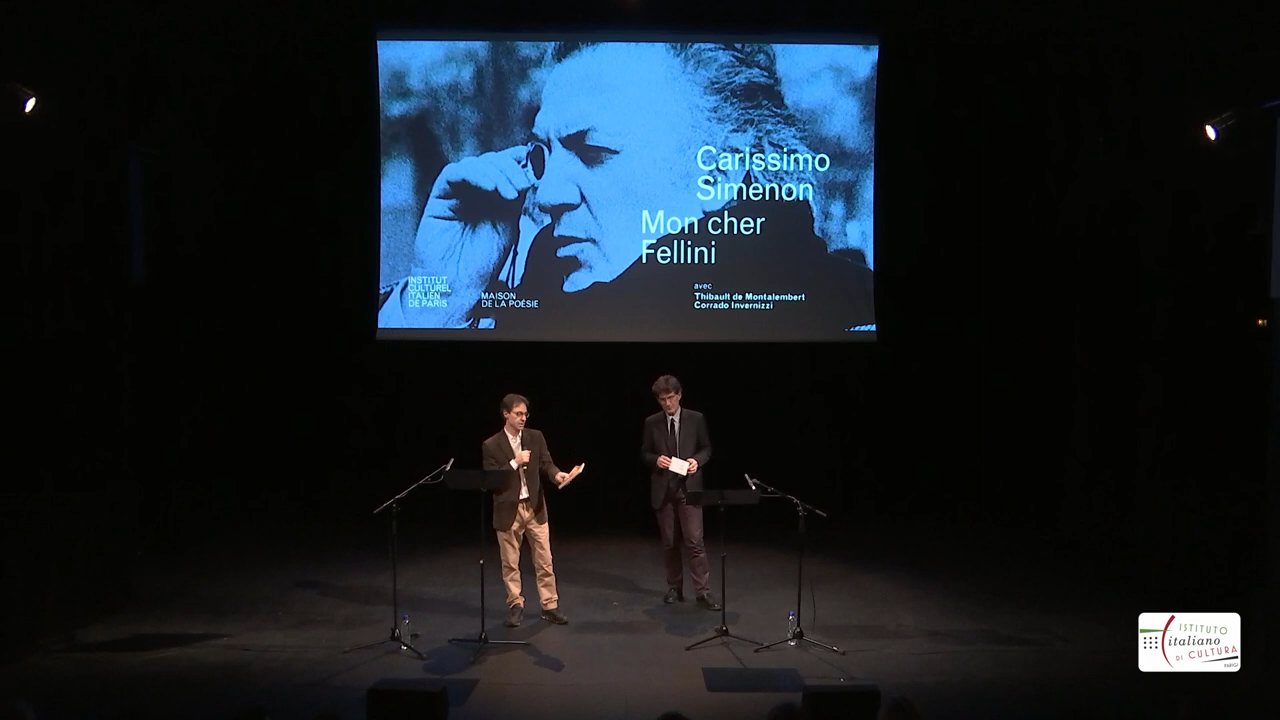 Carissimo
Simenon
Mon cher
Fellini
avec
Thibault de Montalembert
Corrado Invernizzi
INSTITUT
CULTUREL
ITALIEN
DE PARIS
MAISON
DE LA POÉSIE
ISTITUTO
italiano
DI CULTURA
PARIGI